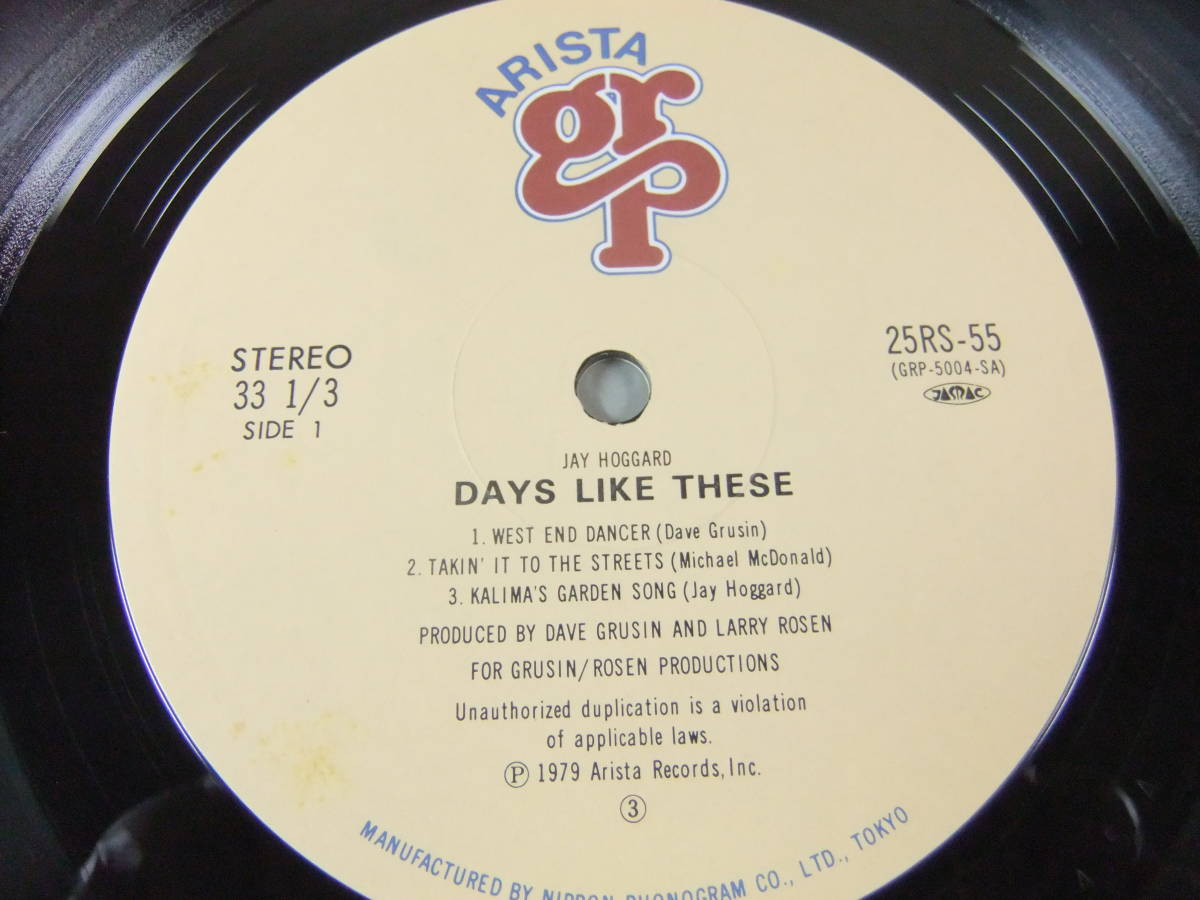 ARISTA
grp
STEREO
33 1/3
SIDE 1
25RS-55
(GRP-5004-SA)
JASRAC
JAY HOGGARD
DAYS LIKE THESE
1. WEST END DANCER (Dave Grusin)
2. TAKIN' IT TO THE STREETS (Michael McDonald)
3. KALIMA'S GARDEN SONG (Jay Hoggard)
PRODUCED BY DAVE GRUSIN AND LARRY ROSEN
FOR GRUSIN/ROSEN PRODUCTIONS
Unauthorized duplication is a violation
of applicable laws.
Ⓟ 1979 Arista Records, Inc.
③
MANUFACTURED BY NIPPON PHONOGRAM CO., LTD., TOKYO